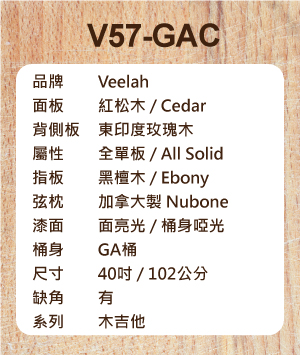 V57-GAC
品牌 Veelah
面板 紅松木 / Cedar
背側板 東印度玫瑰木
屬性 全單板 / All Solid
指板 黑檀木 / Ebony
弦枕 加拿大製 Nubone
漆面 面亮光 / 桶身啞光
桶身 GA桶
尺寸 40吋 / 102公分
缺角 有
系列 木吉他